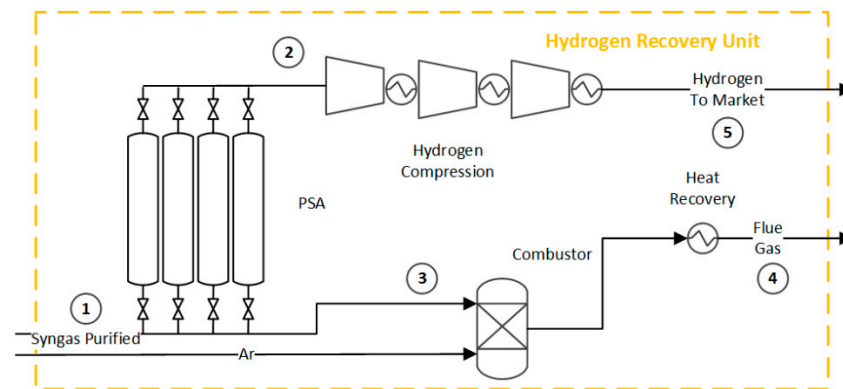 Hydrogen Recovery Unit
2
Hydrogen
To Market
5
Hydrogen
Compression
PSA
Heat
Recovery
Combustor
Flue
Gas
4
3
1
Syngas Purified
Ar